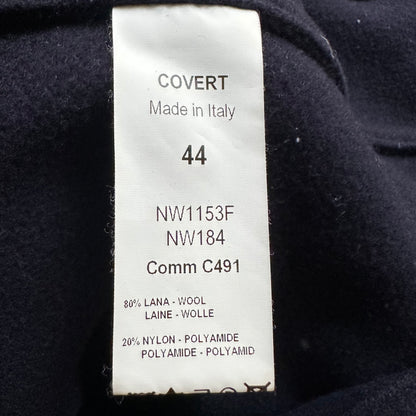 COVERT
Made in Italy
44
NW1153F
NW184
Comm C491
80% LANA - WOOL
LAINE - WOLLE
20% NYLON - POLYAMIDE
POLYAMIDE - POLYAMID